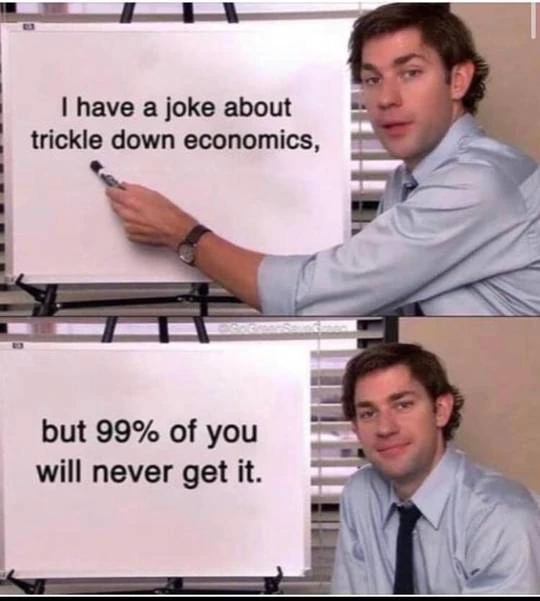 I have a joke about
trickle down economics,
but 99% of you
will never get it.